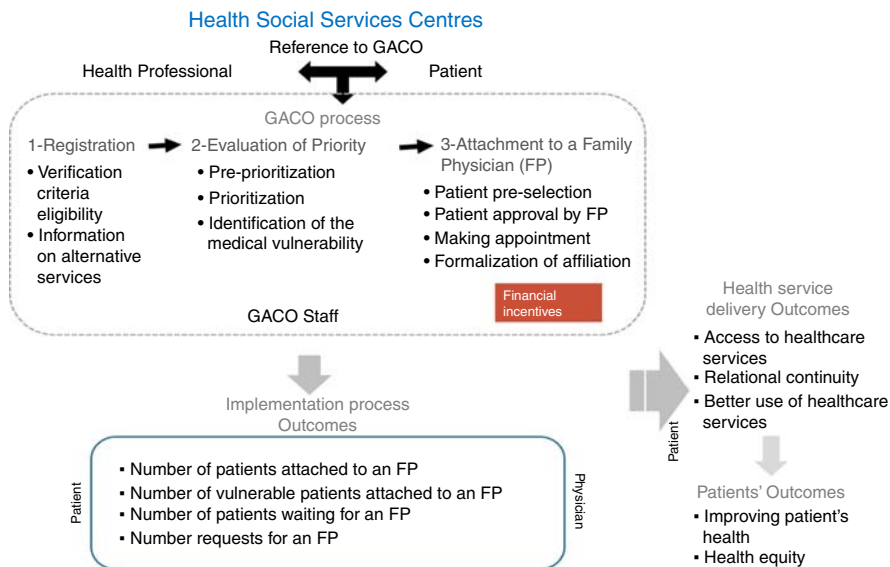 Health Social Services Centres
Reference to GACO
Health Professional
Patient
GACO process
1-Registration
• Verification
criteria
eligibility
• Information
on alternative
services
2-Evaluation of Priority
• Pre-prioritization
• Prioritization
• Identification of the
medical vulnerability
3-Attachment to a Family
Physician (FP)
• Patient pre-selection
• Patient approval by FP
• Making appointment
• Formalization of affiliation
Financial
incentives
GACO Staff
Implementation process
Outcomes
Patient
▪ Number of patients attached to an FP
▪ Number of vulnerable patients attached to an FP
▪ Number of patients waiting for an FP
▪ Number requests for an FP
Physician
Patient
Health service
delivery Outcomes
▪ Access to healthcare
services
▪ Relational continuity
▪ Better use of healthcare
services
Patients' Outcomes
▪ Improving patient's
health
▪ Health equity